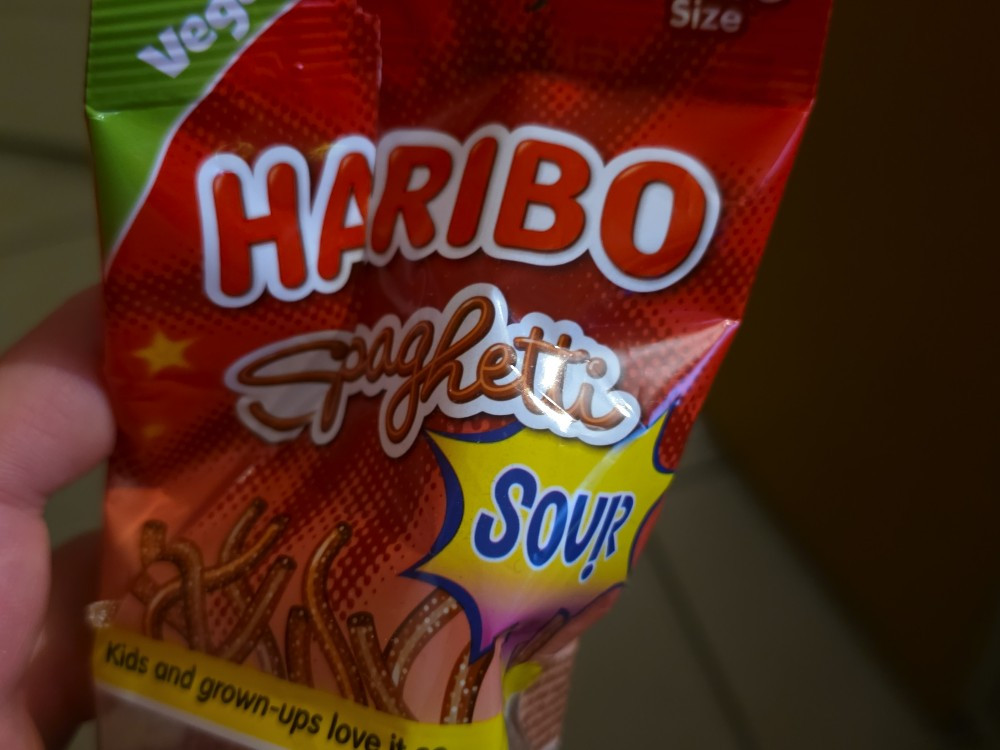 Size
HARIBO
Spaghetti
SOUR
Kids and grown-ups love it